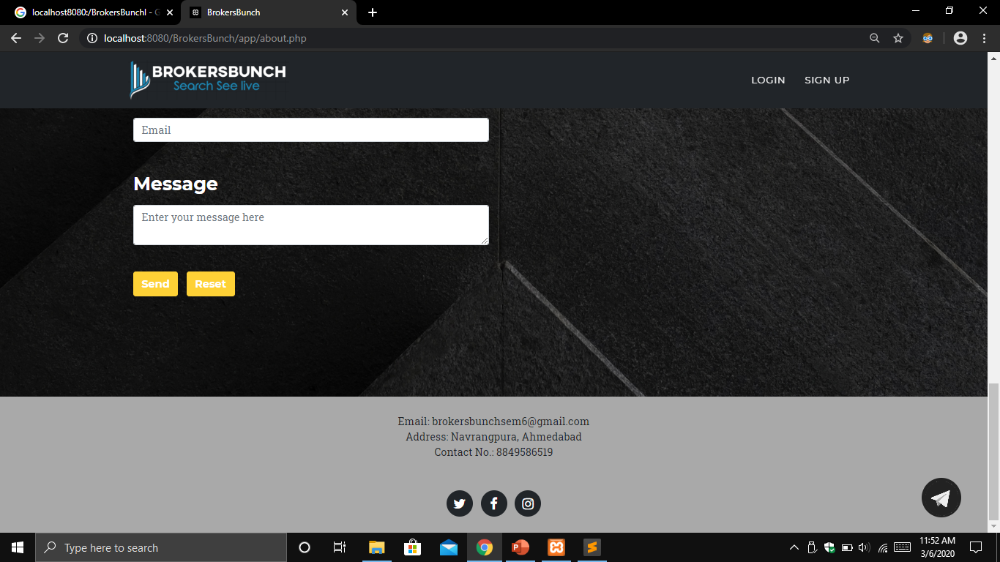 localhost8080:/BrokersBunchl - G
BrokersBunch
localhost:8080/BrokersBunch/app/about.php
BROKERSBUNCH
Search See live
LOGIN
SIGN UP
Email
Message
Enter your message here
Send
Reset
Email: brokersbunchsem6@gmail.com
Address: Navrangpura, Ahmedabad
Contact No.: 8849586519
Type here to search
11:52 AM
3/6/2020